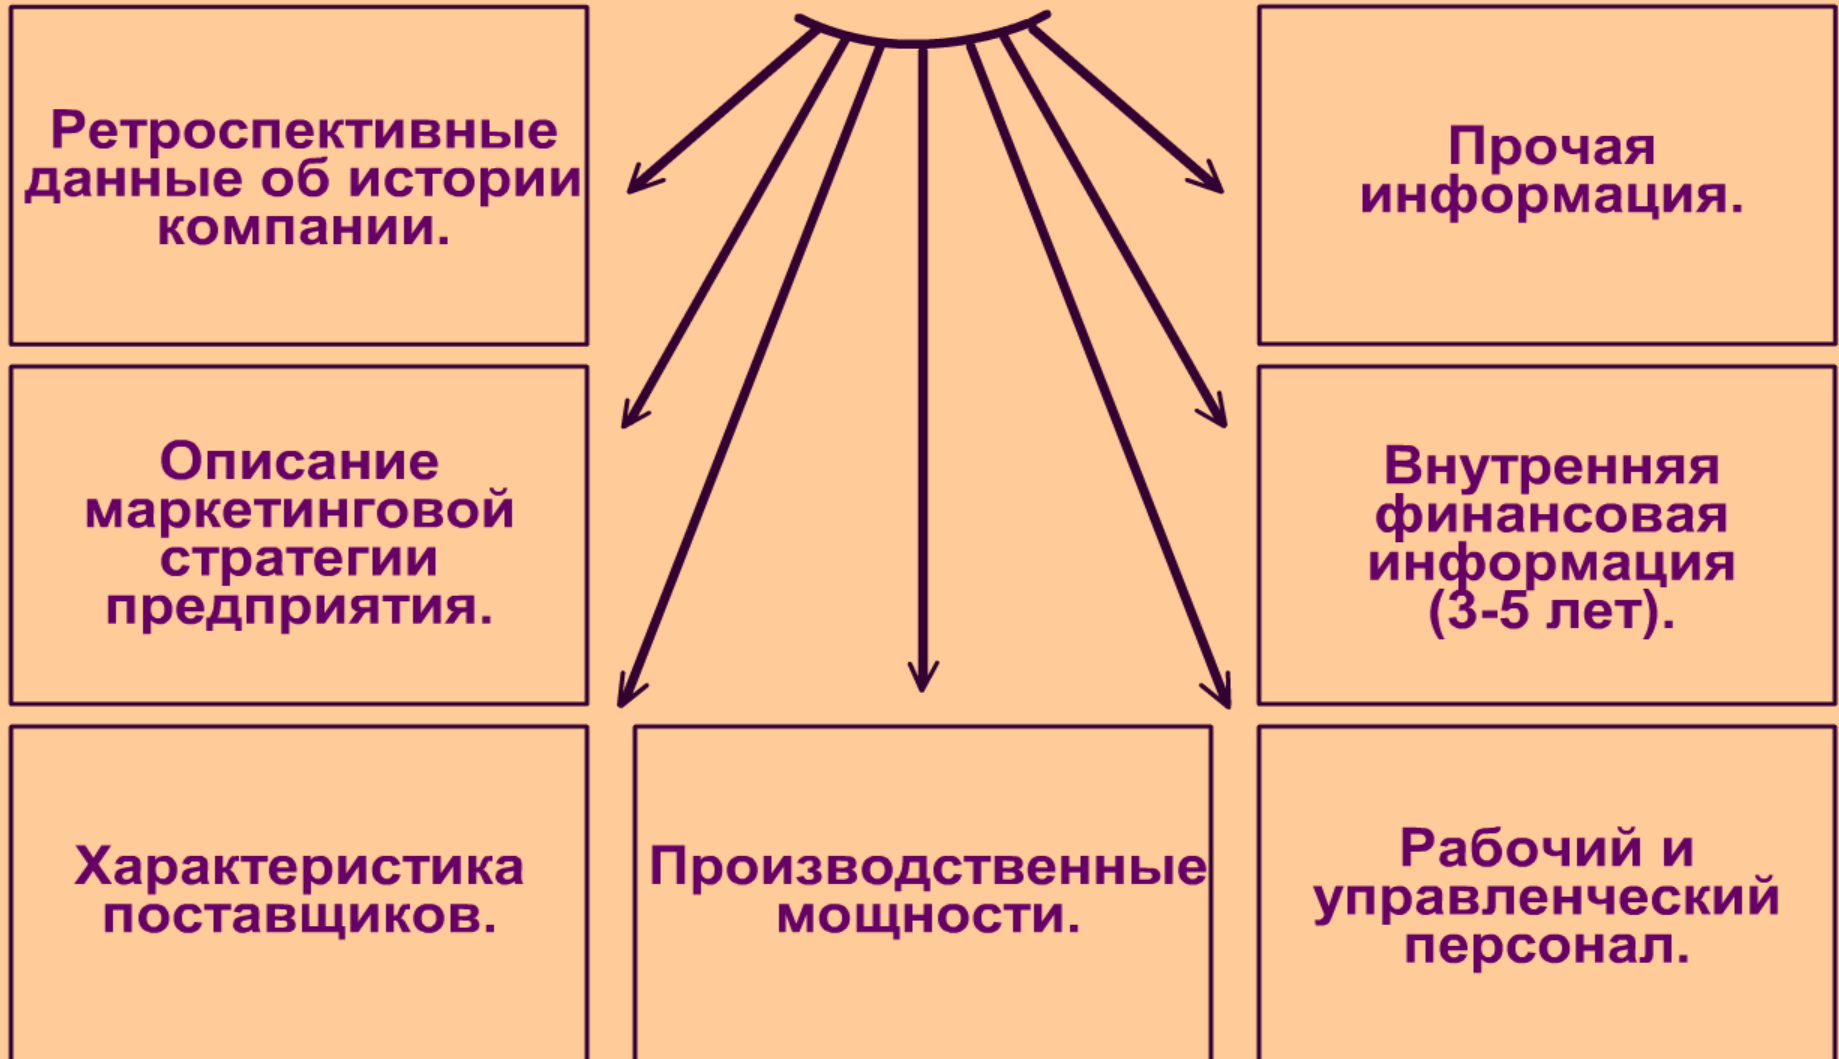 Ретроспективные
данные об истории
компании.
Прочая
информация.
Описание
маркетинговой
стратегии
предприятия.
Внутренняя
финансовая
информация
(3-5 лет).
Характеристика
поставщиков.
Производственные
мощности.
Рабочий и
управленческий
персонал.